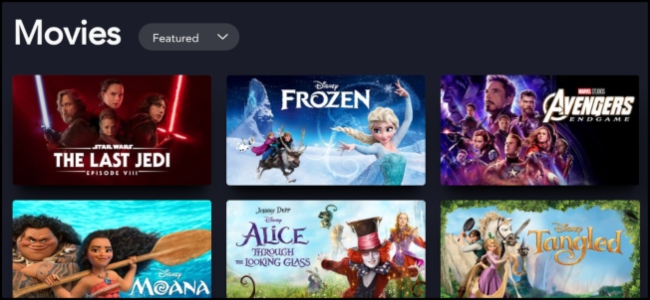 Movies
Featured
STAR WARS
THE LAST JEDI
EPISODE VIII
Disney
FROZEN
MARVEL STUDIOS
AVENGERS
ENDGAME
Disney
MOANA
JOHNNY DEPP
Disney
ALICE
THROUGH
THE LOOKING GLASS
Disney
Tangled